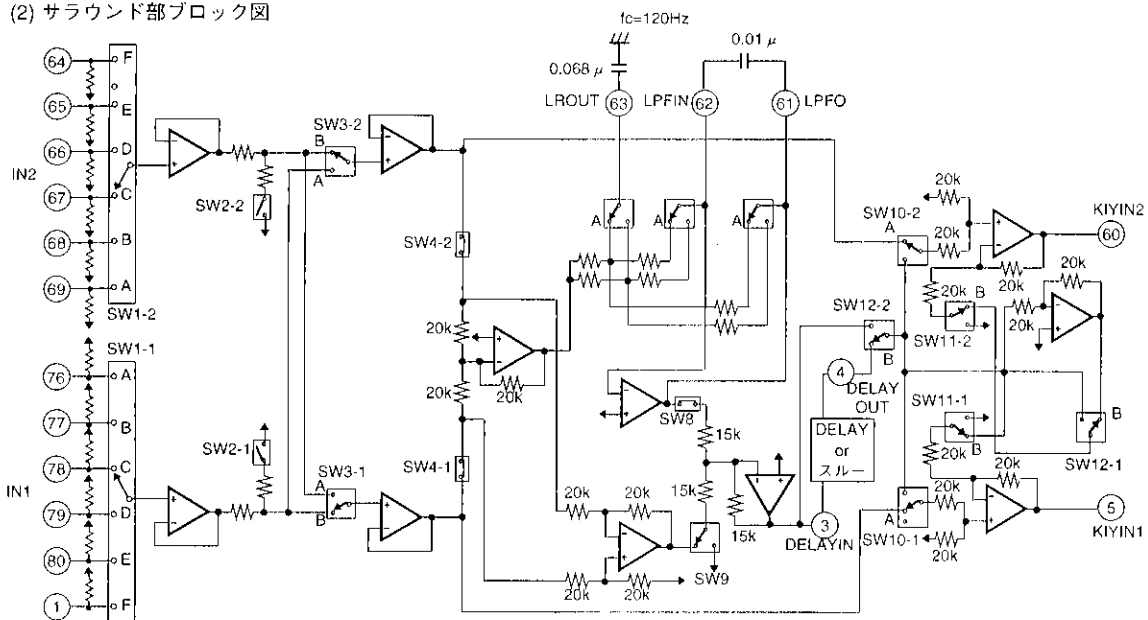 (2) サラウンド部ブロック図
fc=120Hz
0.01 μ
0.068 μ
LROUT 63 LPFIN 62 61 LPFO
64 F
65 E
66 D
IN2
67 C
68 B
69 A
SW1-2
SW2-2
SW3-2
B
A
SW4-2
A A A
20k
20k
20k
SW10-2
A
20k
20k
KIYIN2
60
20k
20k
20k
20k
B
SW11-2
SW12-2
B
4
DELAY OUT
DELAY
or
スルー
3
DELAYIN
SW8
15k
15k
15k
SW9
20k 20k
20k 20k
SW11-1
B
B
SW12-1
20k
20k
20k
20k
A
SW10-1
5
KIYIN1
SW1-1
76 A
77 B
78 C
IN1
79 D
80 E
1 F
SW2-1
SW3-1
A
B
SW4-1